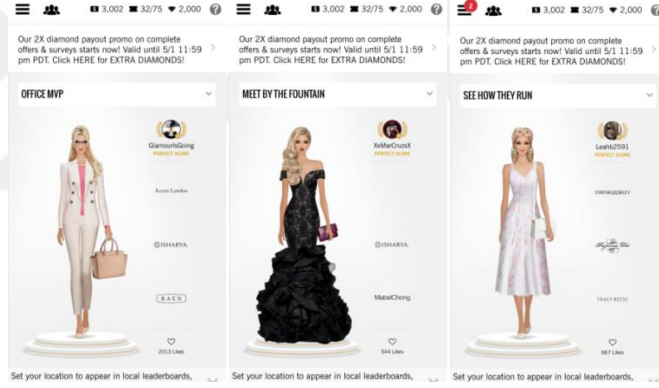 3,002 32/75 2,000 ?
Our 2X diamond payout promo on complete
offers & surveys starts now! Valid until 5/1 11:59
pm PDT. Click HERE for EXTRA DIAMONDS!
OFFICE MVP
GlamourIsGoing
PERFECT SCORE
Karen London
ISHARYA
RAEN
2013 Likes
Set your location to appear in local leaderboards,
3,002 32/75 2,000 ?
Our 2X diamond payout promo on complete
offers & surveys starts now! Valid until 5/1 11:59
pm PDT. Click HERE for EXTRA DIAMONDS!
MEET BY THE FOUNTAIN
XxMarCruzxX
PERFECT SCORE
ISHARYA
MabelChong
544 Likes
Set your location to appear in local leaderboards,
2
3,002 32/75 2,000 ?
Our 2X diamond payout promo on complete
offers & surveys starts now! Valid until 5/1 11:59
pm PDT. Click HERE for EXTRA DIAMONDS!
SEE HOW THEY RUN
Leahb2591
PERFECT SCORE
CYNTHIA ROWLEY
TRACY REESE
667 Likes
Set your location to appear in local leaderboards,